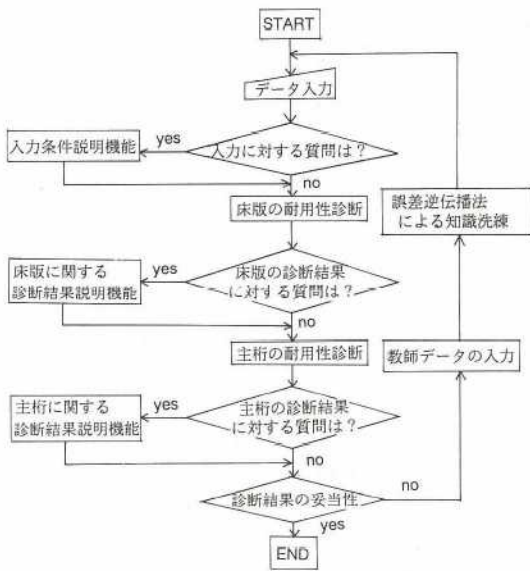 START
データ入力
入力に対する質問は？
yes
入力条件説明機能
no
床版の耐用性診断
床版の診断結果
に対する質問は？
yes
床版に関する
診断結果説明機能
no
主桁の耐用性診断
主桁の診断結果
に対する質問は？
yes
主桁に関する
診断結果説明機能
no
診断結果の妥当性
no
yes
END
教師データの入力
誤差逆伝播法
による知識洗練